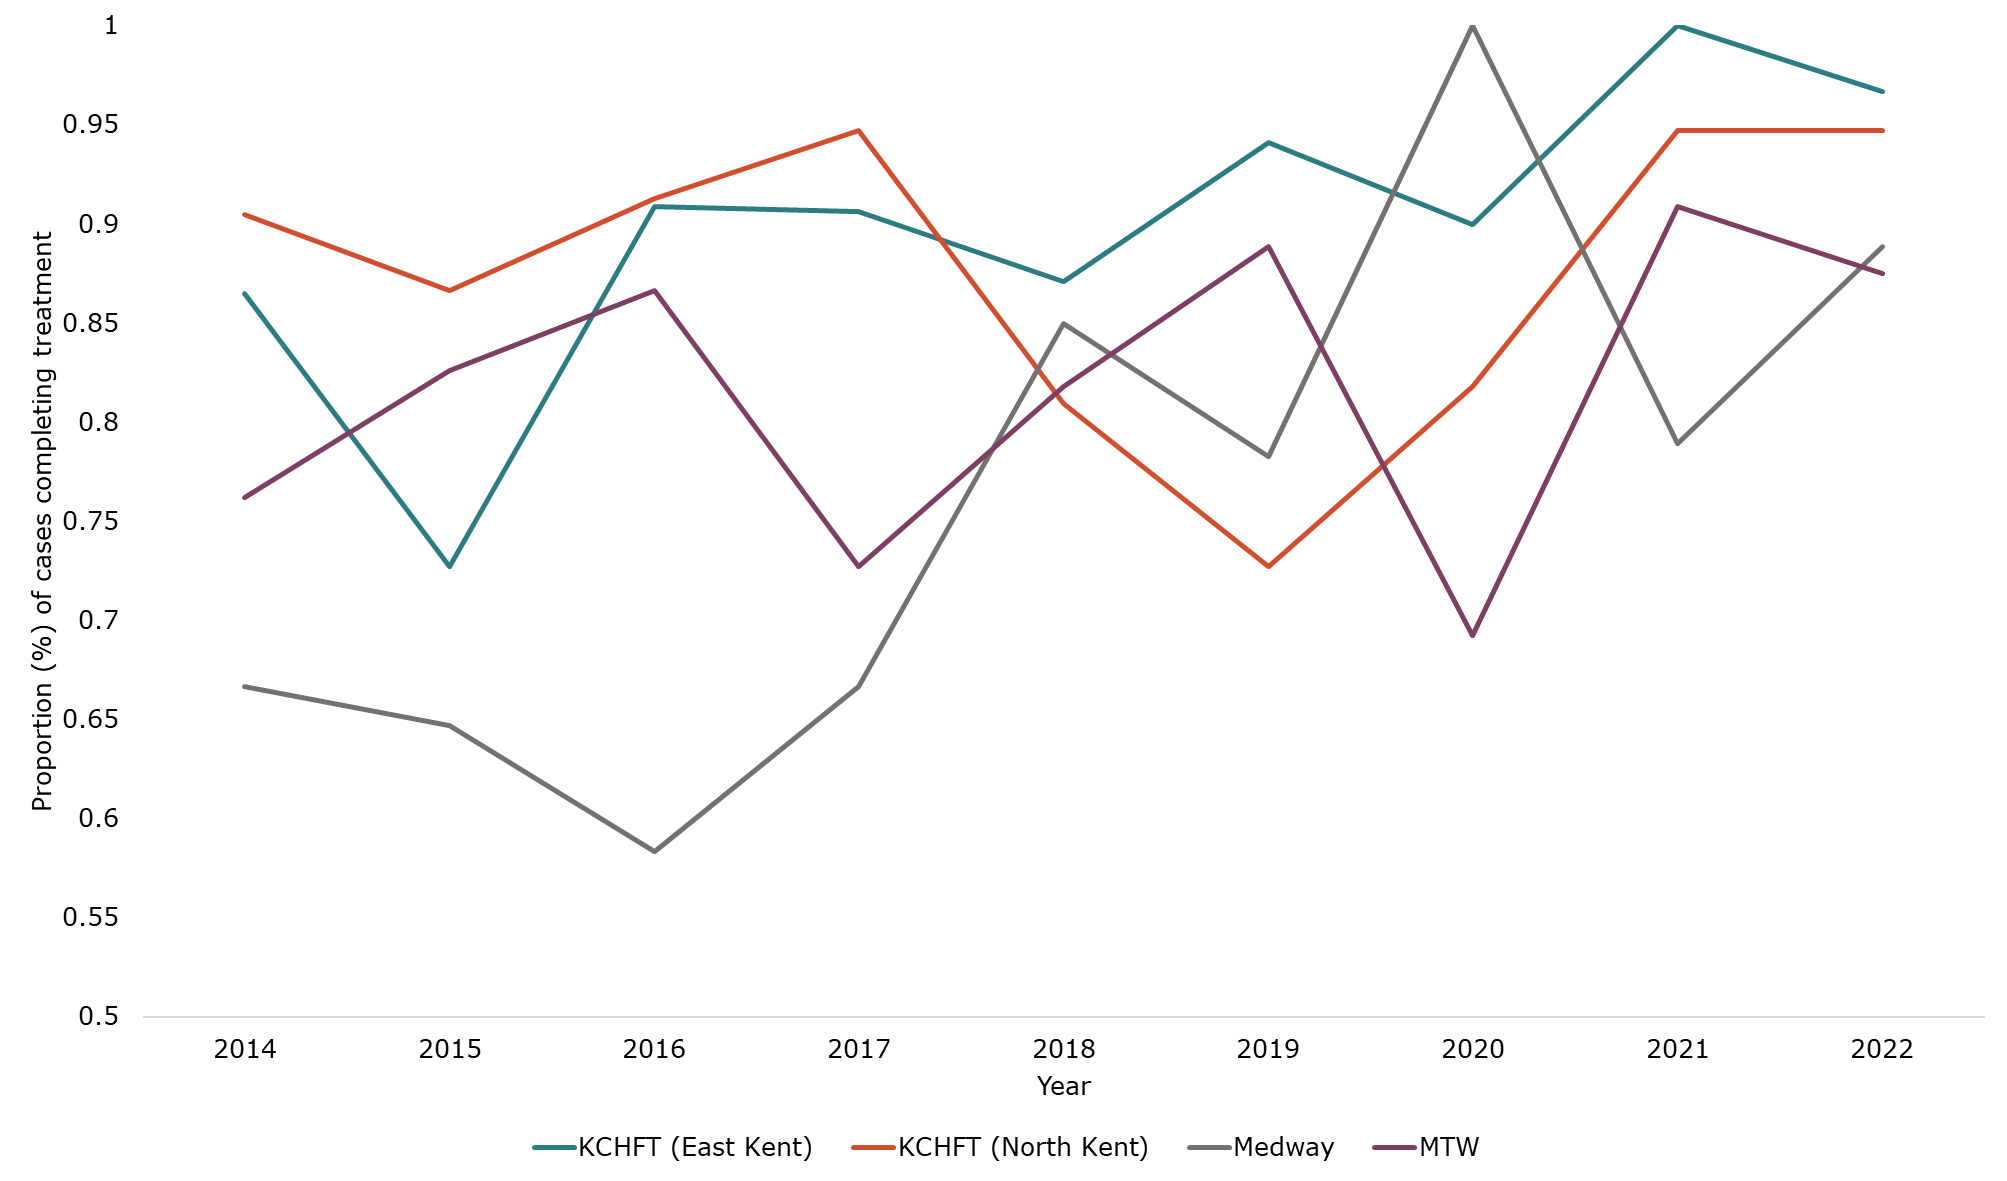 1
0.95
0.9
0.85
0.8
0.75
0.7
0.65
0.6
0.55
0.5
Proportion (%) of cases completing treatment
2014 2015 2016 2017 2018 2019 2020 2021 2022
Year
KCHFT (East Kent) KCHFT (North Kent) Medway MTW